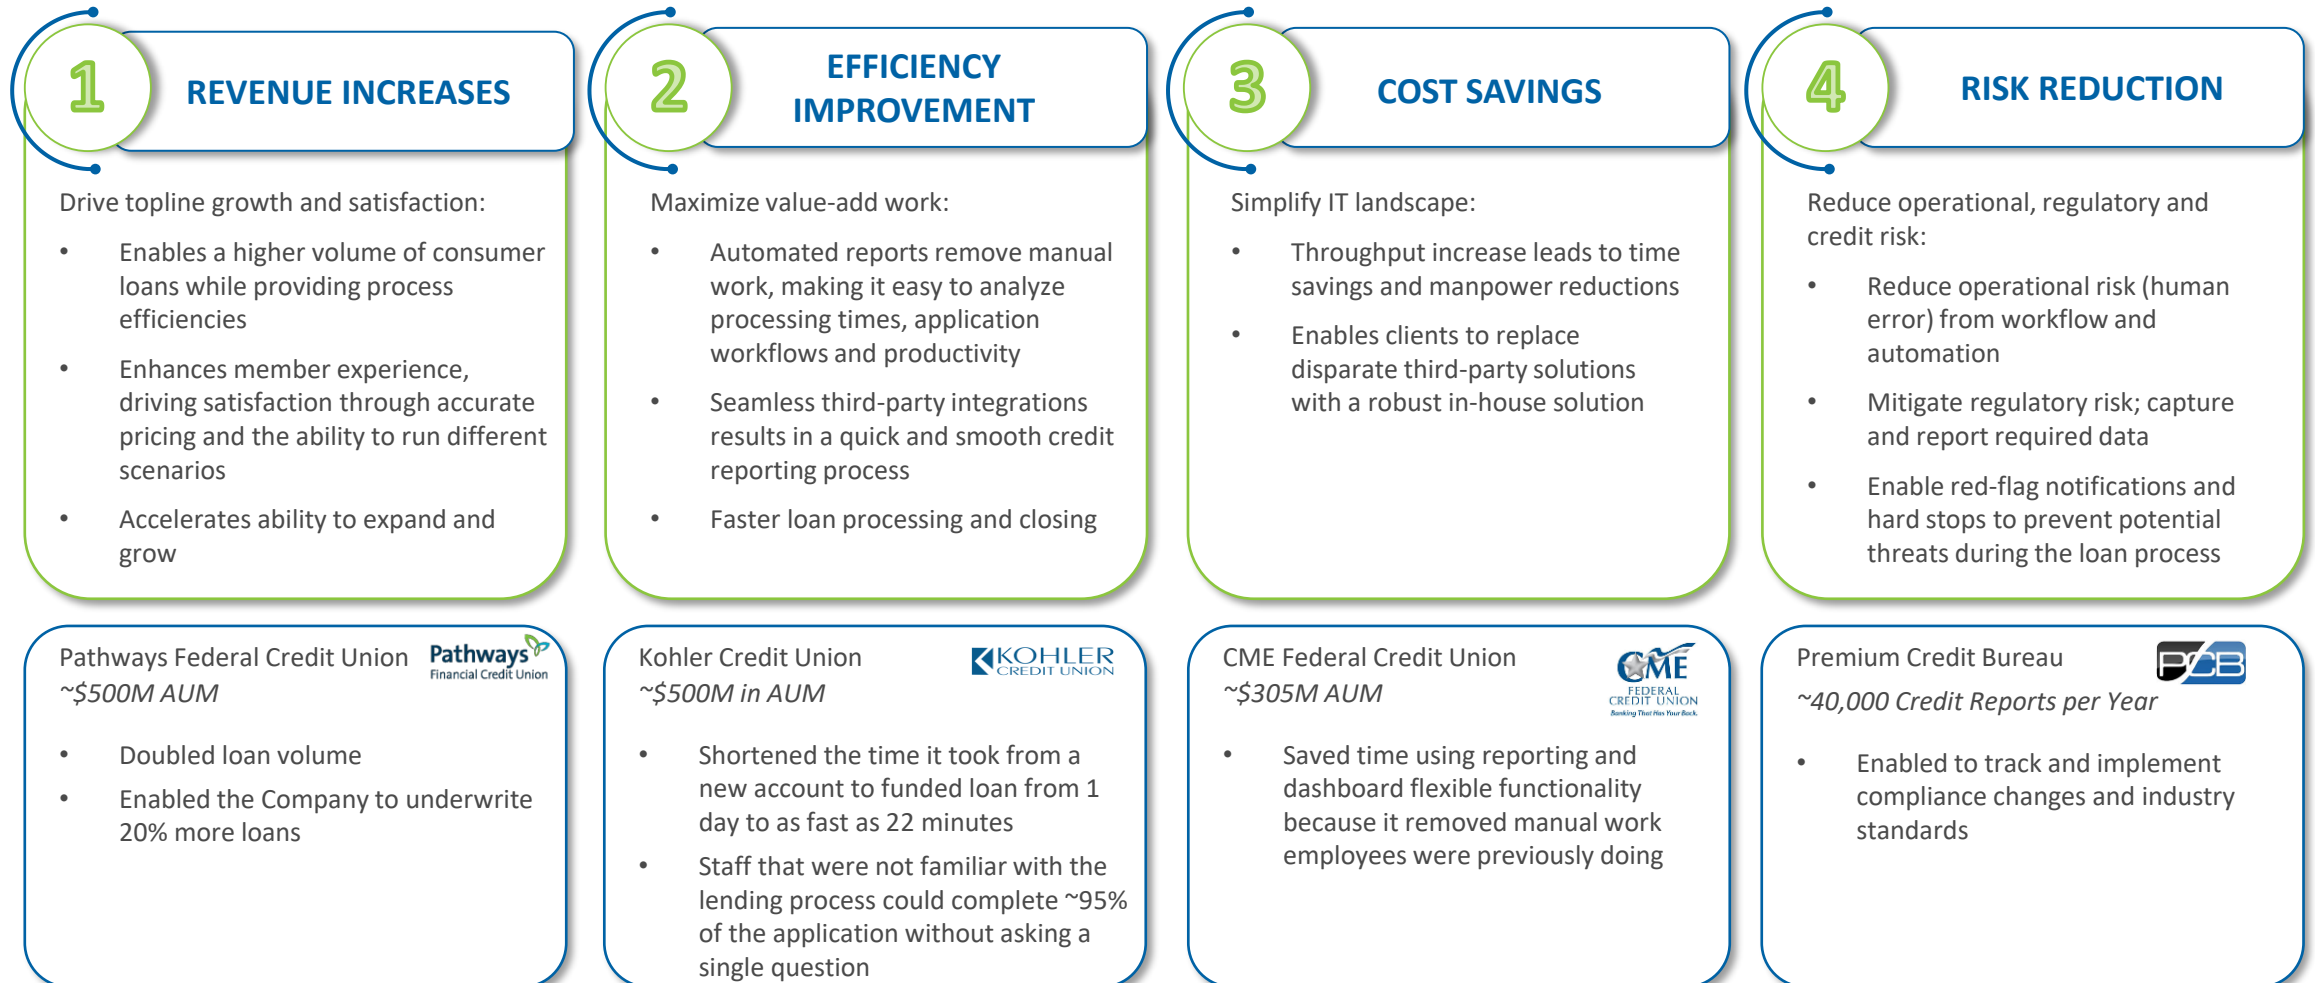 1
REVENUE INCREASES
Drive topline growth and satisfaction:
• Enables a higher volume of consumer
loans while providing process
efficiencies
• Enhances member experience,
driving satisfaction through accurate
pricing and the ability to run different
scenarios
• Accelerates ability to expand and
grow
Pathways Federal Credit Union
~$500M AUM
Pathways
Financial Credit Union
• Doubled loan volume
• Enabled the Company to underwrite
20% more loans
2
EFFICIENCY
IMPROVEMENT
Maximize value-add work:
• Automated reports remove manual
work, making it easy to analyze
processing times, application
workflows and productivity
• Seamless third-party integrations
results in a quick and smooth credit
reporting process
• Faster loan processing and closing
Kohler Credit Union
~$500M in AUM
KOHLER
CREDIT UNION
• Shortened the time it took from a
new account to funded loan from 1
day to as fast as 22 minutes
• Staff that were not familiar with the
lending process could complete ~95%
of the application without asking a
single question
3
COST SAVINGS
Simplify IT landscape:
• Throughput increase leads to time
savings and manpower reductions
• Enables clients to replace
disparate third-party solutions
with a robust in-house solution
CME Federal Credit Union
~$305M AUM
CME
FEDERAL
CREDIT UNION
Banking That Has Your Back.
• Saved time using reporting and
dashboard flexible functionality
because it removed manual work
employees were previously doing
4
RISK REDUCTION
Reduce operational, regulatory and
credit risk:
• Reduce operational risk (human
error) from workflow and
automation
• Mitigate regulatory risk; capture
and report required data
• Enable red-flag notifications and
hard stops to prevent potential
threats during the loan process
Premium Credit Bureau
~40,000 Credit Reports per Year
PCB
• Enabled to track and implement
compliance changes and industry
standards